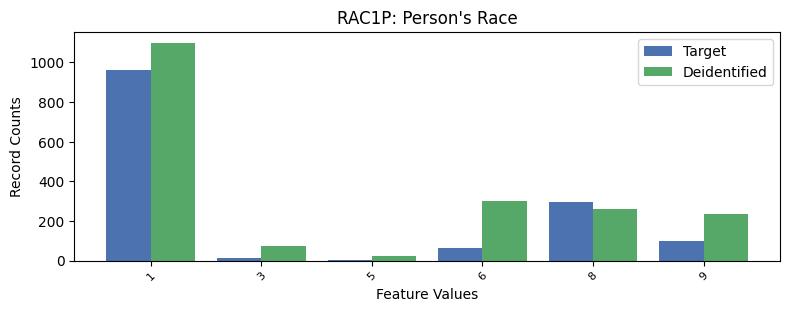 RAC1P: Person's Race
Target
Deidentified
Record Counts
1000
800
600
400
200
0
1 3 5 6 8 9
Feature Values